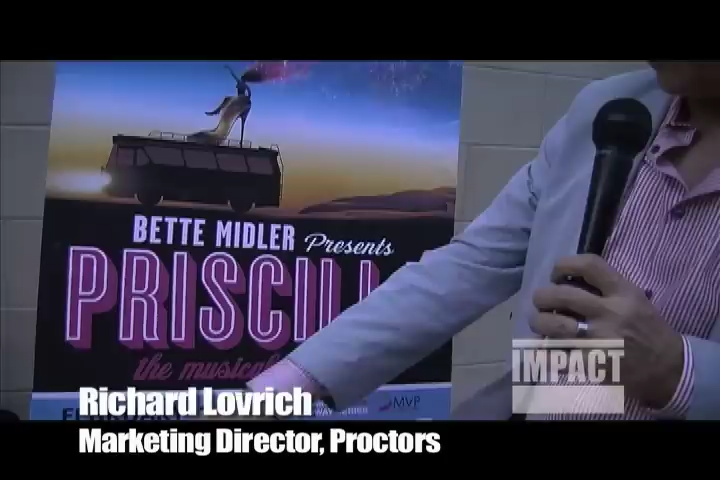 BETTE MIDLER Presents
PRISCILL
the musical
MVP
IMPACT
Richard Lovrich
Marketing Director, Proctors